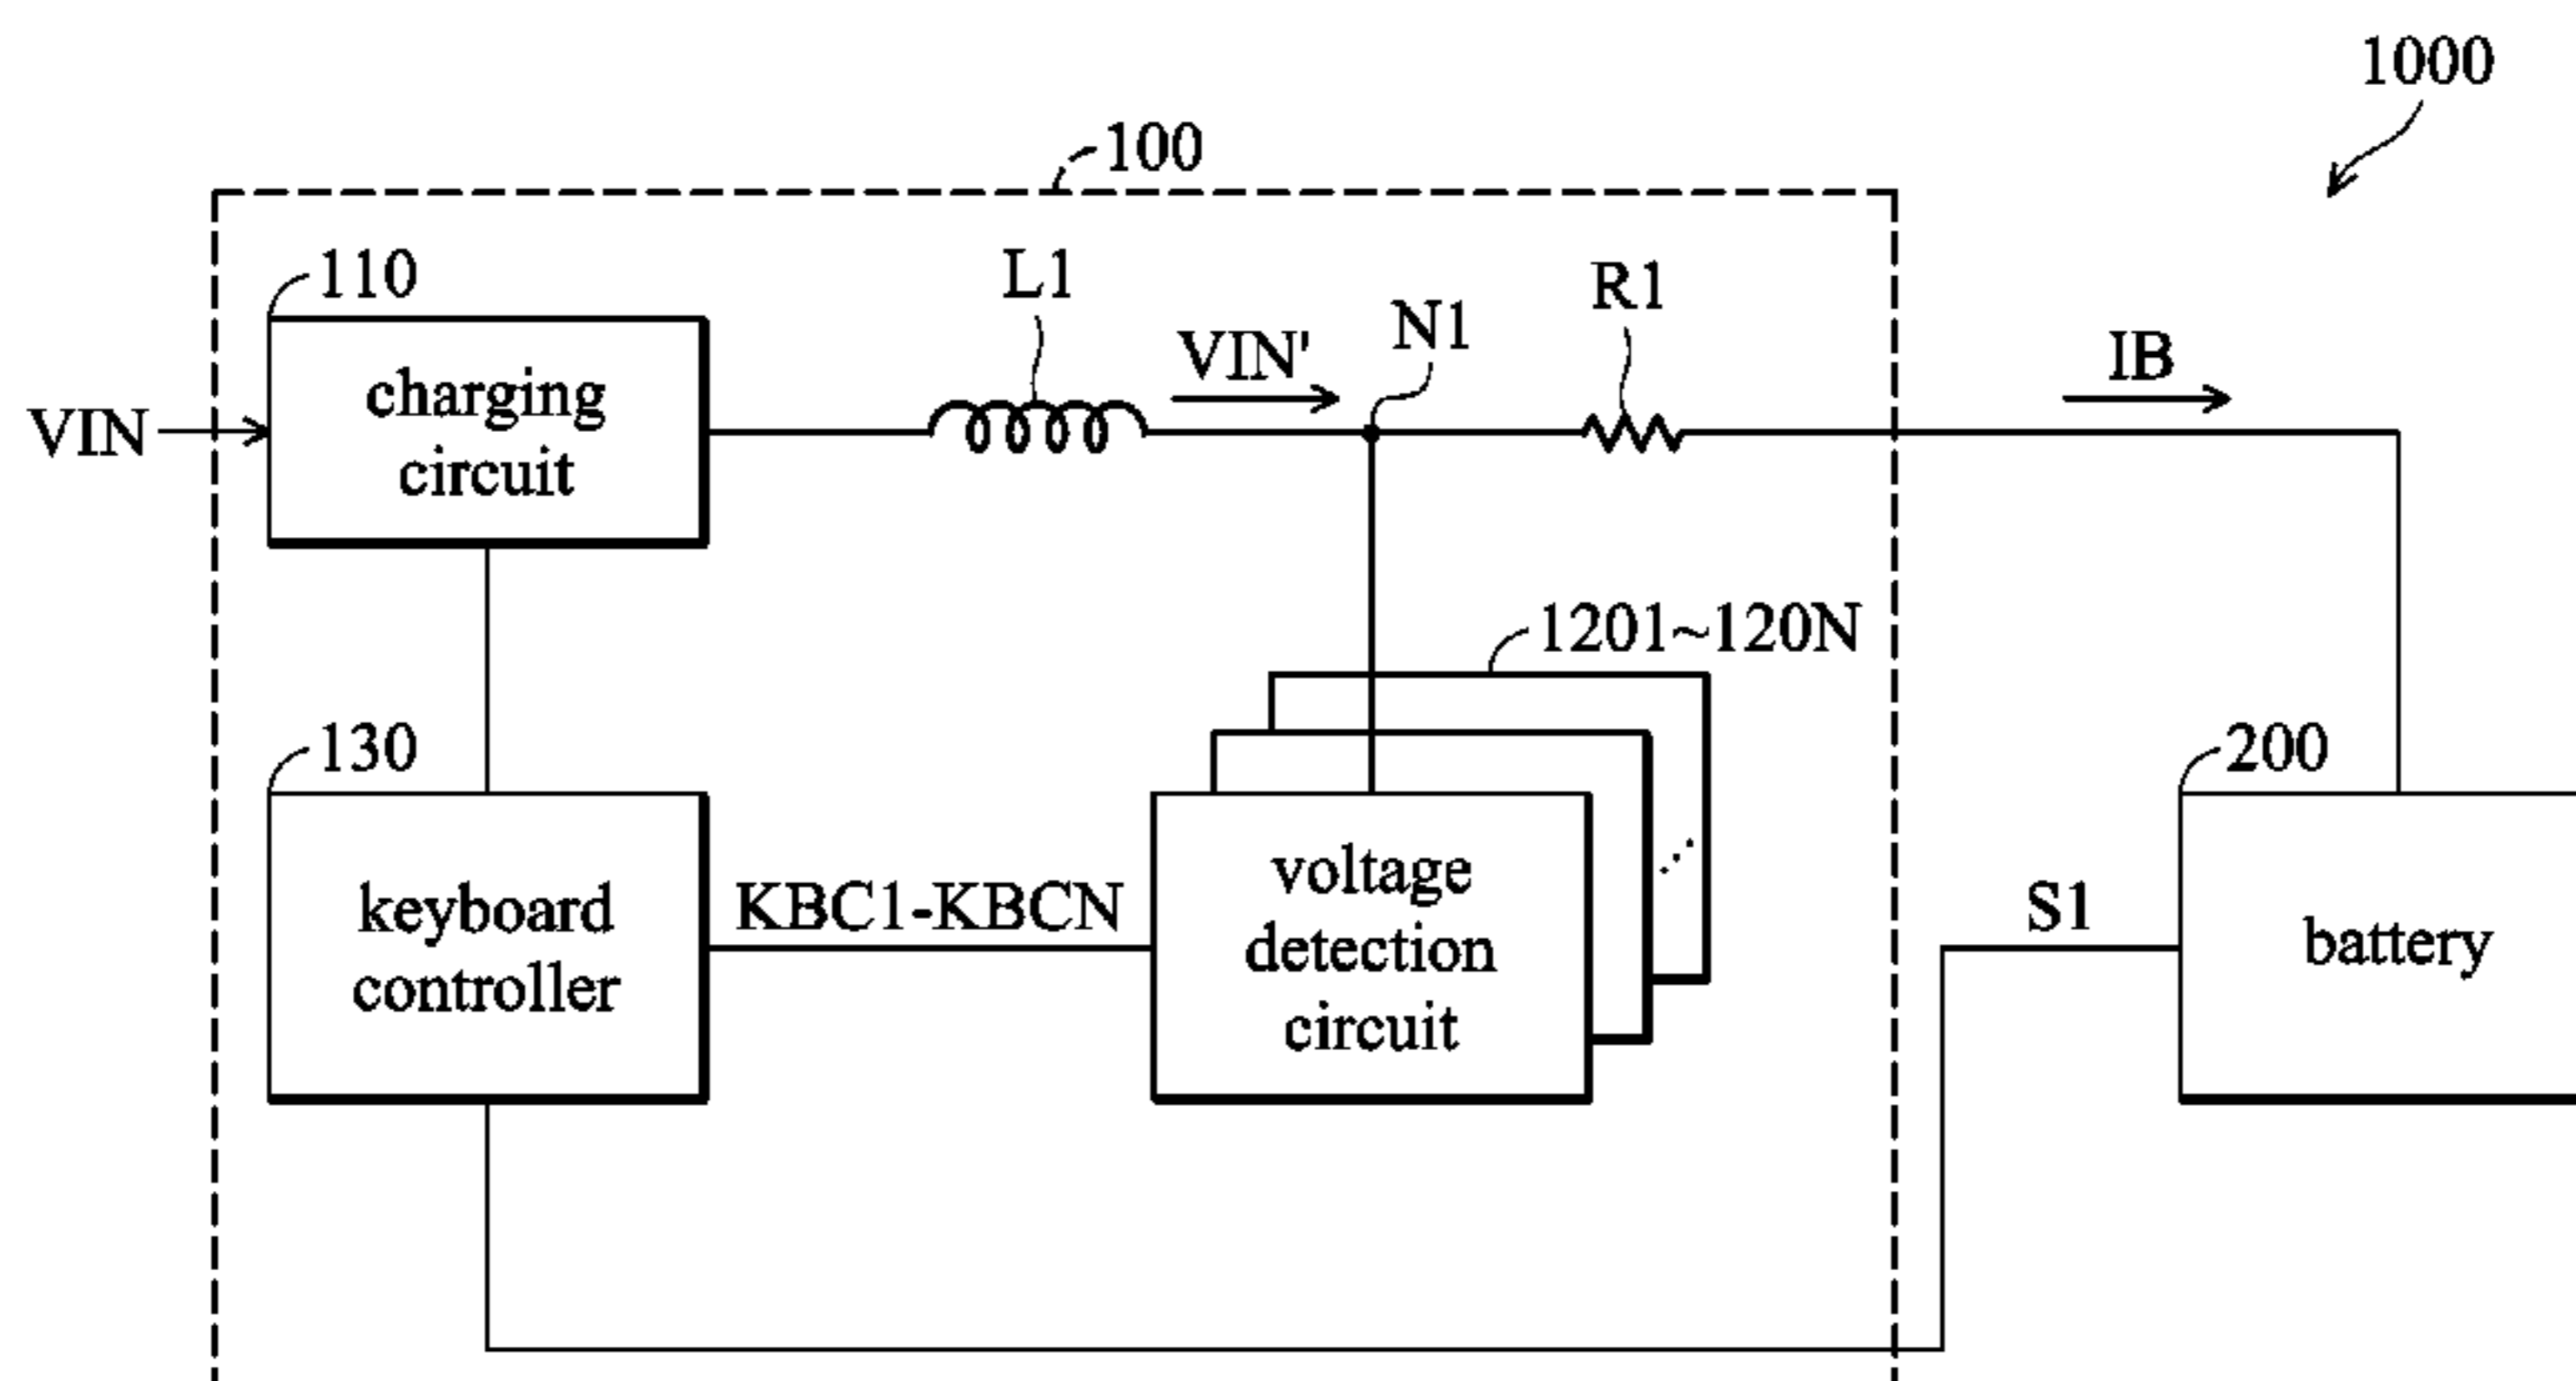 1000
100
110
L1
R1
N1
VIN'
IB
VIN
charging
circuit
1201~120N
130
200
keyboard
controller
KBC1-KBCN
voltage
detection
circuit
S1
battery